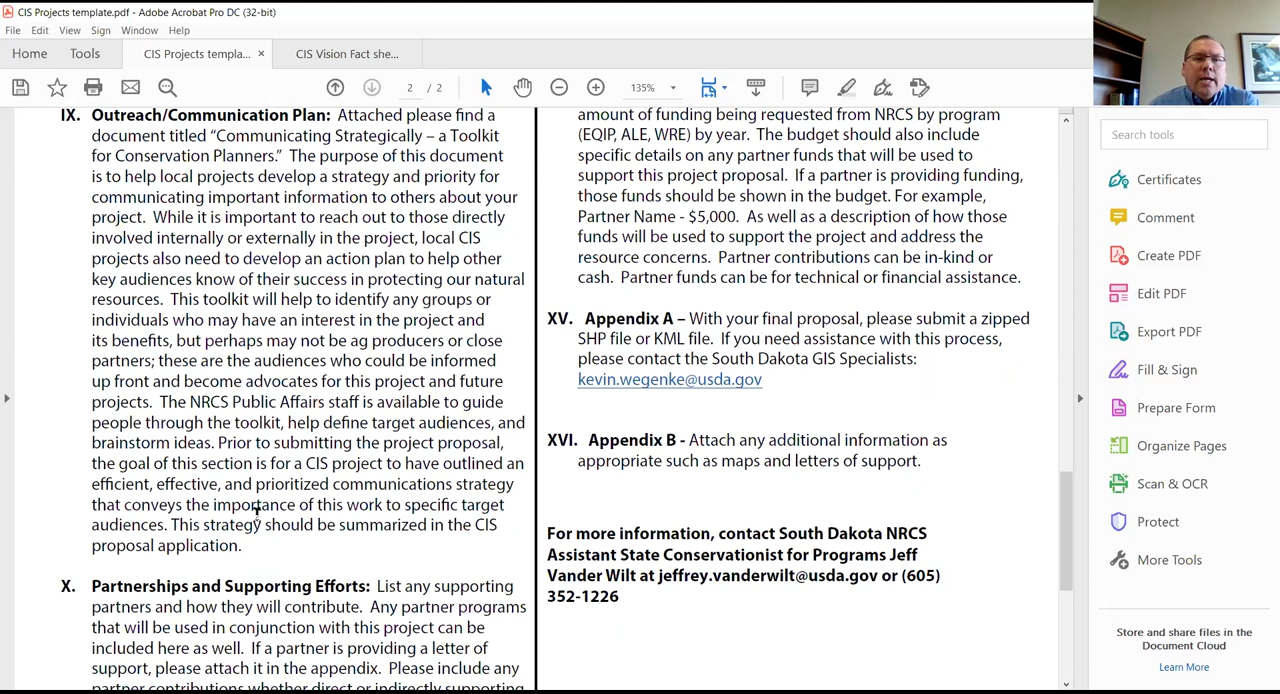 CIS Projects template.pdf - Adobe Acrobat Pro DC (32-bit)
File Edit View Sign Window Help
Home Tools CIS Projects templa... × CIS Vision Fact she...
2 / 2 135%
IX. Outreach/Communication Plan: Attached please find a
document titled “Communicating Strategically – a Toolkit
for Conservation Planners.” The purpose of this document
is to help local projects develop a strategy and priority for
communicating important information to others about your
project. While it is important to reach out to those directly
involved internally or externally in the project, local CIS
projects also need to develop an action plan to help other
key audiences know of their success in protecting our natural
resources. This toolkit will help to identify any groups or
individuals who may have an interest in the project and
its benefits, but perhaps may not be ag producers or close
partners; these are the audiences who could be informed
up front and become advocates for this project and future
projects. The NRCS Public Affairs staff is available to guide
people through the toolkit, help define target audiences, and
brainstorm ideas. Prior to submitting the project proposal,
the goal of this section is for a CIS project to have outlined an
efficient, effective, and prioritized communications strategy
that conveys the importance of this work to specific target
audiences. This strategy should be summarized in the CIS
proposal application.
X. Partnerships and Supporting Efforts: List any supporting
partners and how they will contribute. Any partner programs
that will be used in conjunction with this project can be
included here as well. If a partner is providing a letter of
support, please attach it in the appendix. Please include any
partner contributions whether direct or indirectly supporting
amount of funding being requested from NRCS by program
(EQIP, ALE, WRE) by year. The budget should also include
specific details on any partner funds that will be used to
support this project proposal. If a partner is providing funding,
those funds should be shown in the budget. For example,
Partner Name - $5,000. As well as a description of how those
funds will be used to support the project and address the
resource concerns. Partner contributions can be in-kind or
cash. Partner funds can be for technical or financial assistance.
XV. Appendix A – With your final proposal, please submit a zipped
SHP file or KML file. If you need assistance with this process,
please contact the South Dakota GIS Specialists:
kevin.wegenke@usda.gov
XVI. Appendix B - Attach any additional information as
appropriate such as maps and letters of support.
For more information, contact South Dakota NRCS
Assistant State Conservationist for Programs Jeff
Vander Wilt at jeffrey.vanderwilt@usda.gov or (605)
352-1226
Search tools
Certificates
Comment
Create PDF
Edit PDF
Export PDF
Fill & Sign
Prepare Form
Organize Pages
Scan & OCR
Protect
More Tools
Store and share files in the
Document Cloud
Learn More